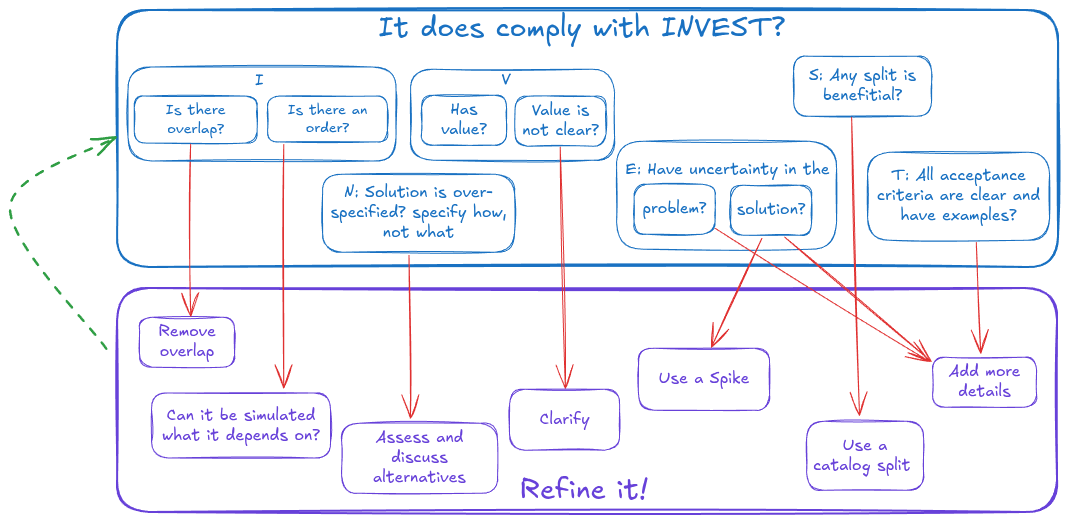 It does comply with INVEST?
I
Is there
overlap?
Is there an
order?
V
Has
value?
Value is
not clear?
S: Any split is
benefitial?
N: Solution is over-
specified? specify how,
not what
E: Have uncertainty in the
problem?
solution?
T: All acceptance
criteria are clear and
have examples?
Remove
overlap
Can it be simulated
what it depends on?
Assess and
discuss
alternatives
Clarify
Use a Spike
Use a
catalog split
Add more
details
Refine it!